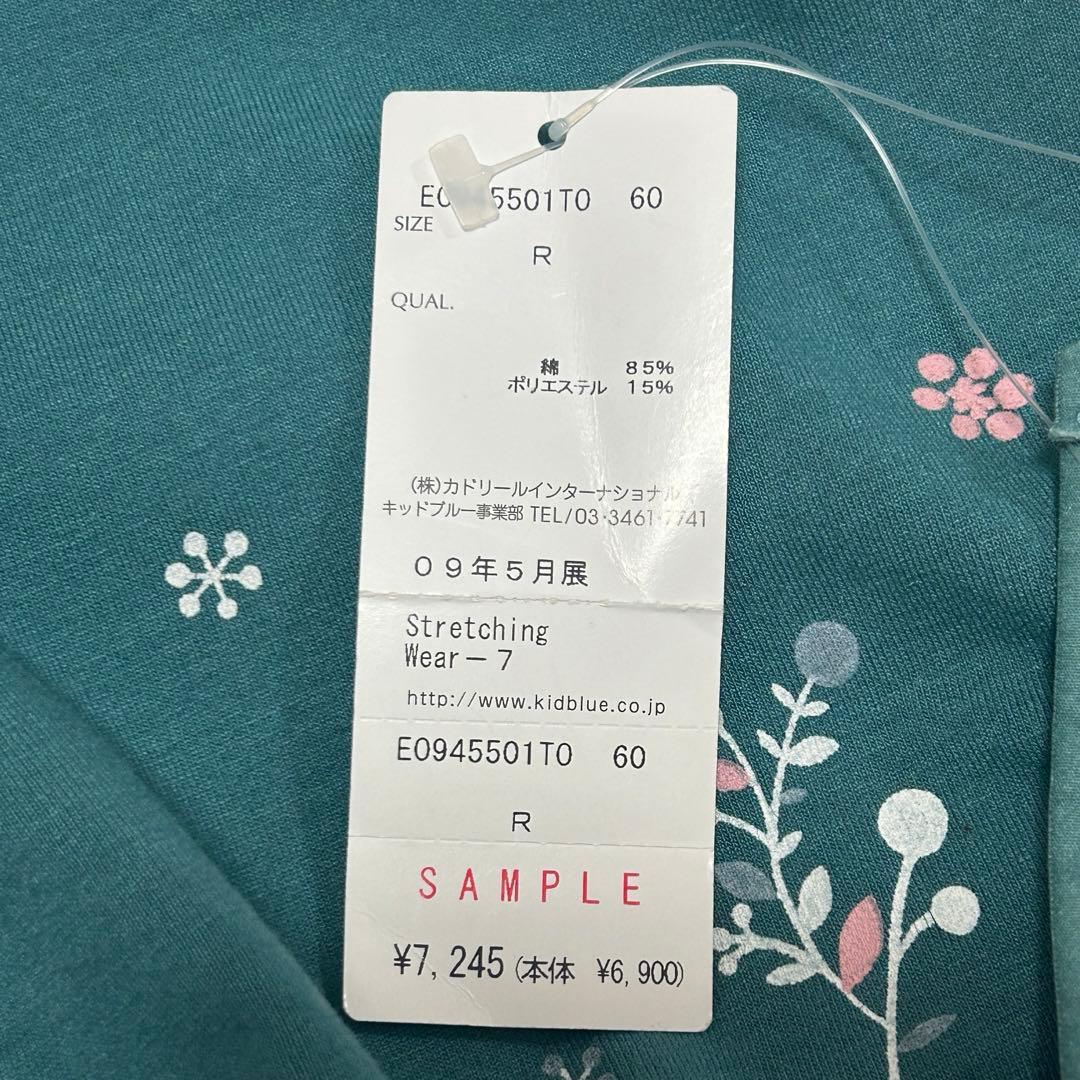 5501T0 60
SIZE
R
QUAL.
綿 85%
ポリエステル 15%
(株)カドリールインターナショナル
キッドブルー事業部 TEL/03・3461・7741
09年5月展
Stretching
Wear-7
http://www.kidblue.co.jp
E0945501T0 60
R
SAMPLE
¥7,245(本体 ¥6,900)